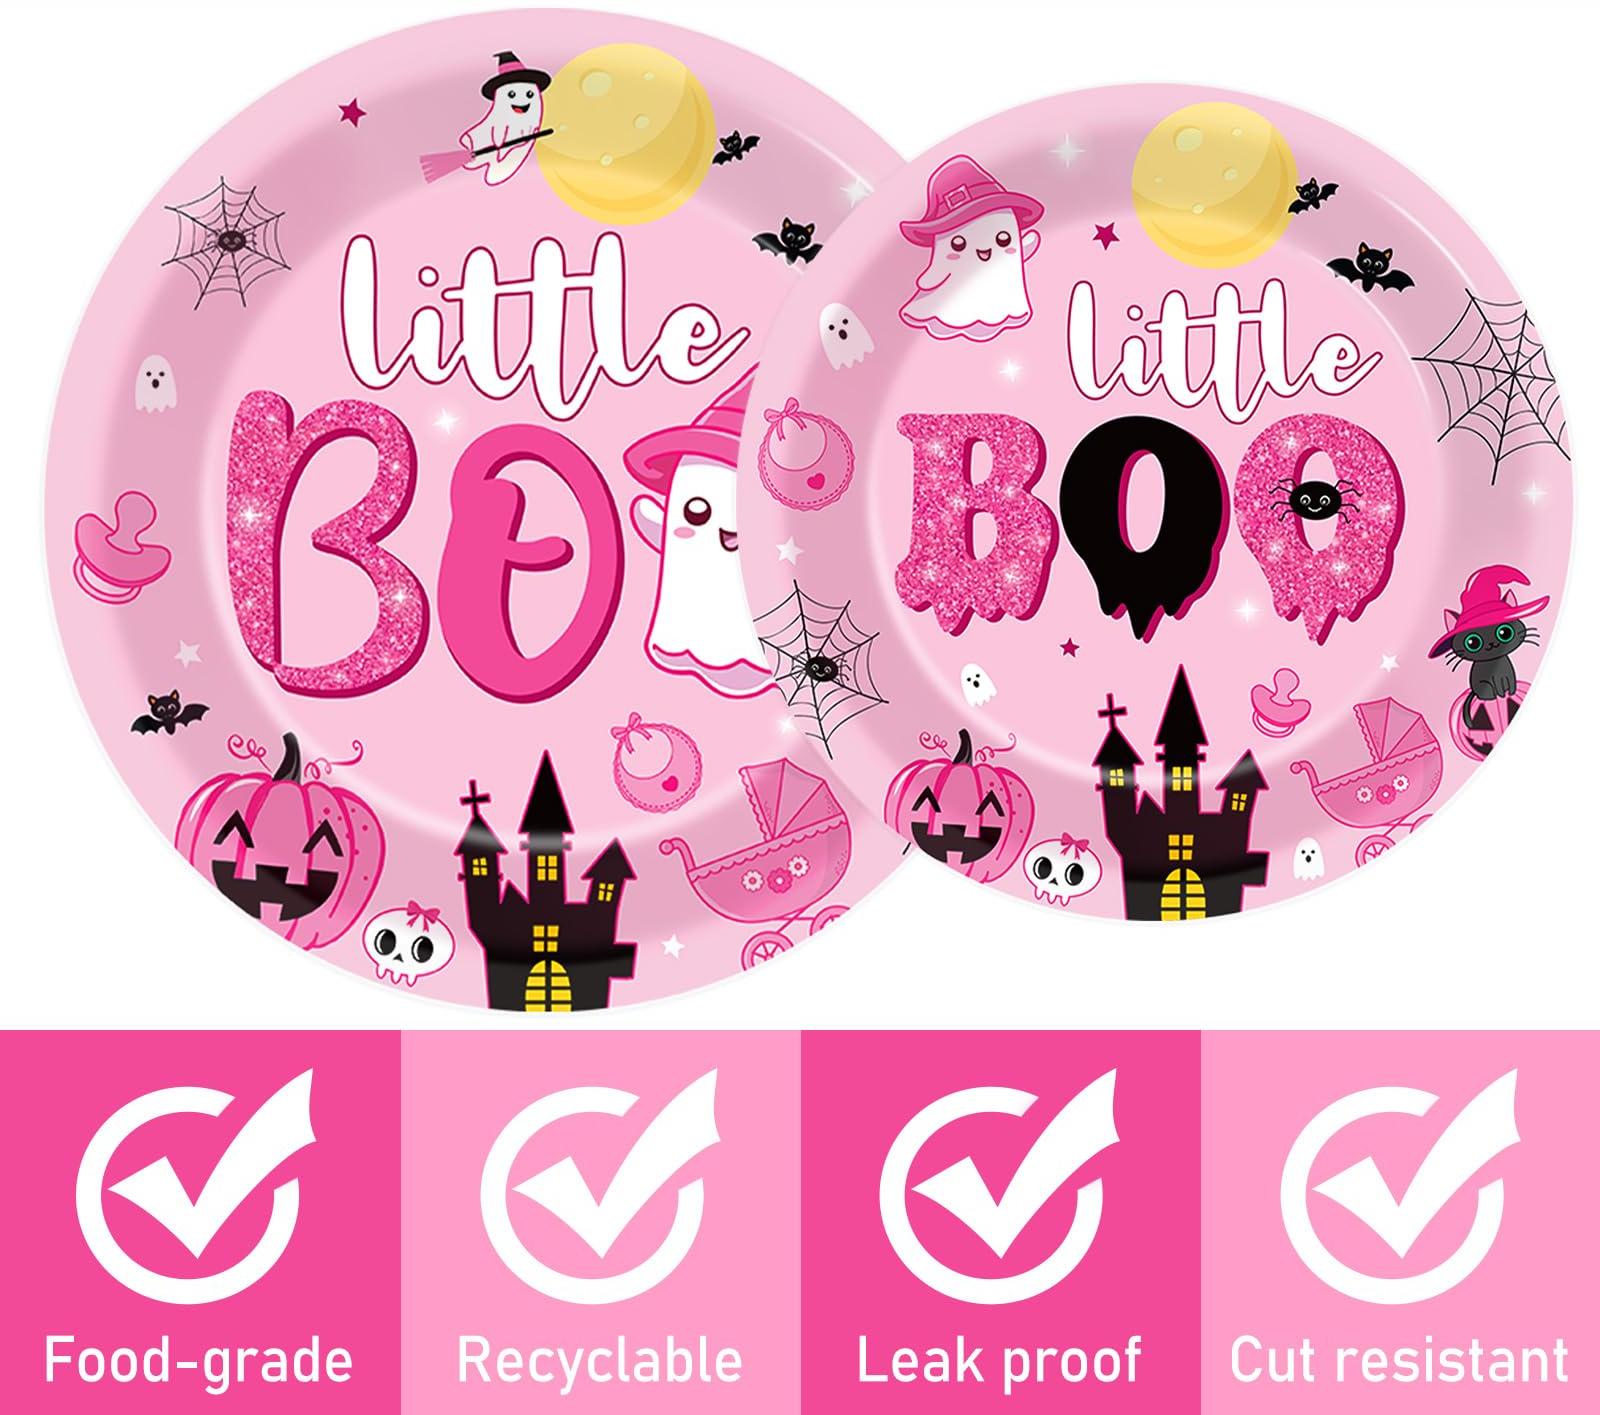 little
BOO
little
BOO
Food-grade
Recyclable
Leak proof
Cut resistant